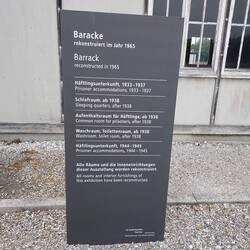 Baracke
rekonstruiert im Jahr 1965
Barrack
reconstructed in 1965
Häftlingsunterkunft, 1933–1937
Prisoner accommodations, 1933–1937
Schlafraum, ab 1938
Sleeping quarters, after 1938
Aufenthaltsraum für Häftlinge, ab 1938
Common room for prisoners, after 1938
Waschraum, Toilettenraum, ab 1938
Washroom, toilet room, after 1938
Häftlingsunterkunft, 1944–1945
Prisoner accommodations, 1944–1945
Alle Räume und die Inneneinrichtungen
dieser Ausstellung wurden rekonstruiert.
All rooms and interior furnishings of
this exhibition have been reconstructed.